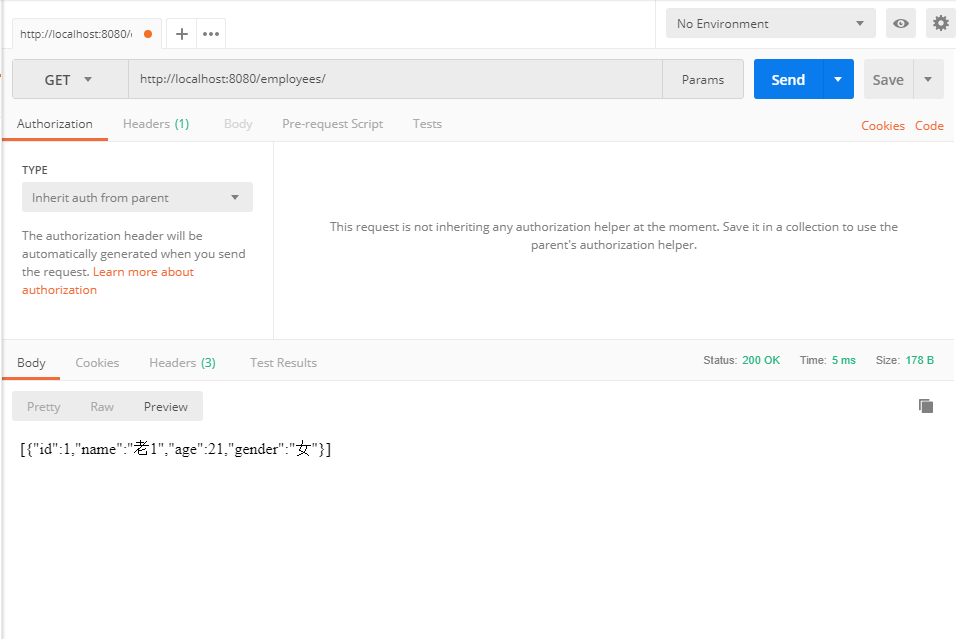 http://localhost:8080/
No Environment
GET
http://localhost:8080/employees/
Params
Send
Save
Authorization
Headers (1)
Body
Pre-request Script
Tests
Cookies
Code
TYPE
Inherit auth from parent
The authorization header will be
automatically generated when you send
the request. Learn more about
authorization
This request is not inheriting any authorization helper at the moment. Save it in a collection to use the
parent's authorization helper.
Body
Cookies
Headers (3)
Test Results
Status: 200 OK
Time: 5 ms
Size: 178 B
Pretty
Raw
Preview
[{"id":1,"name":"老1","age":21,"gender":"女"}]